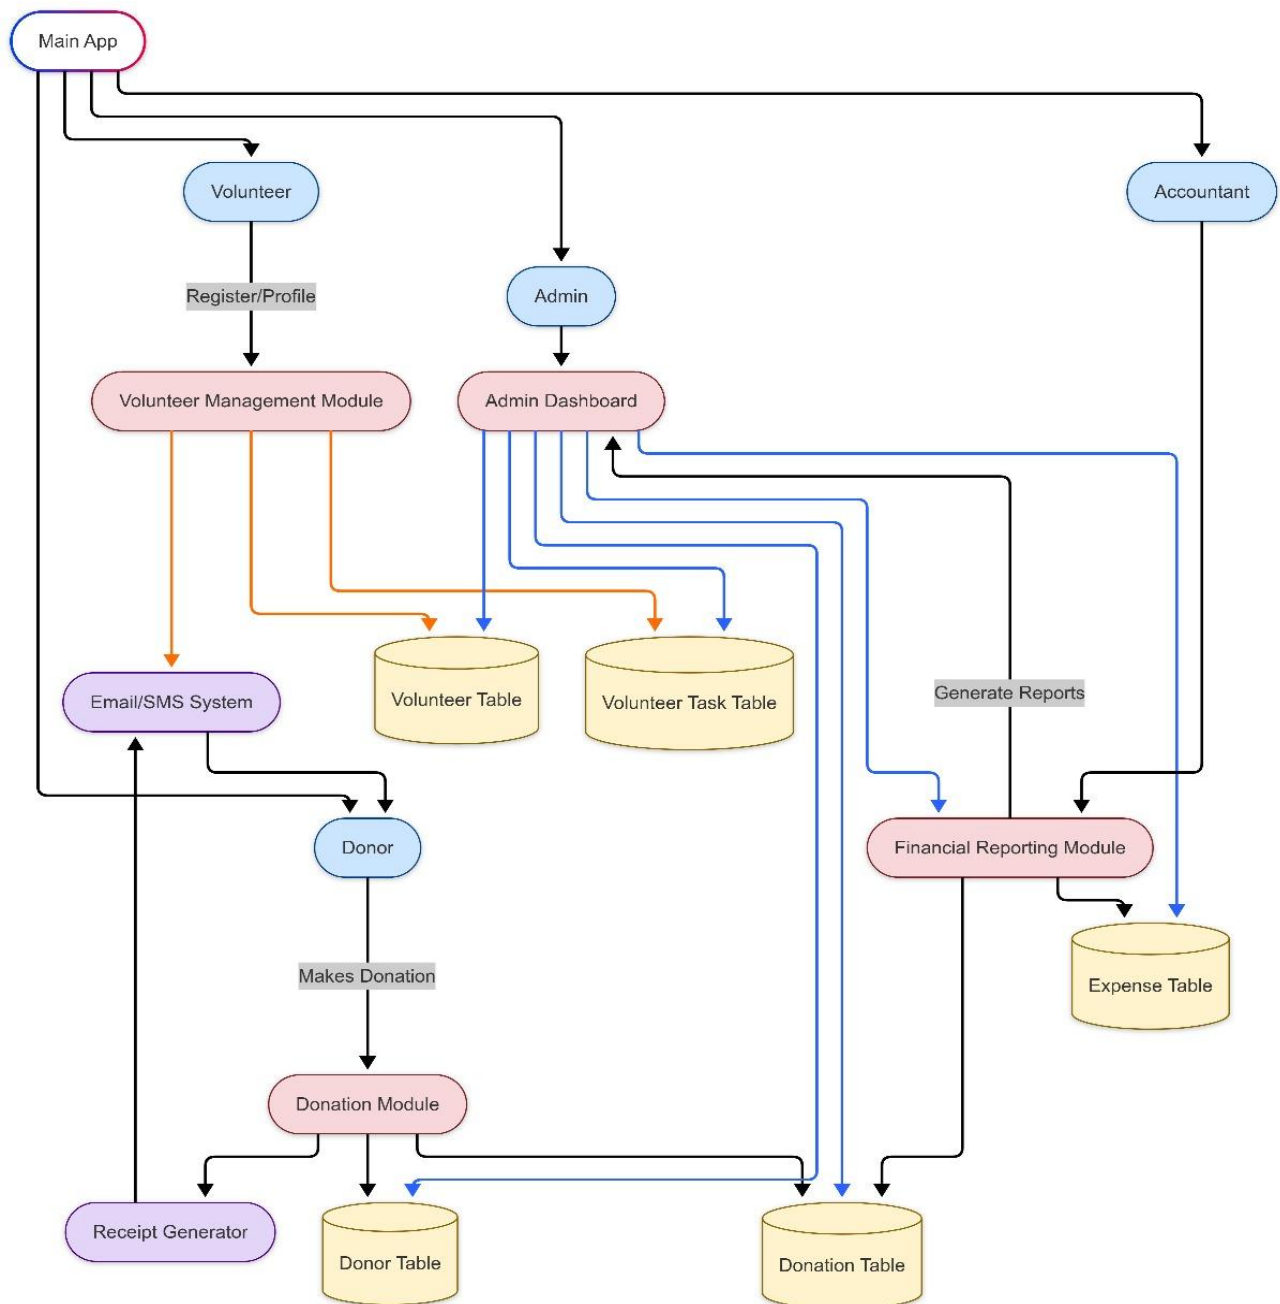 Main App
Volunteer
Accountant
Register/Profile
Admin
Volunteer Management Module
Admin Dashboard
Email/SMS System
Volunteer Table
Volunteer Task Table
Generate Reports
Donor
Financial Reporting Module
Makes Donation
Expense Table
Donation Module
Receipt Generator
Donor Table
Donation Table